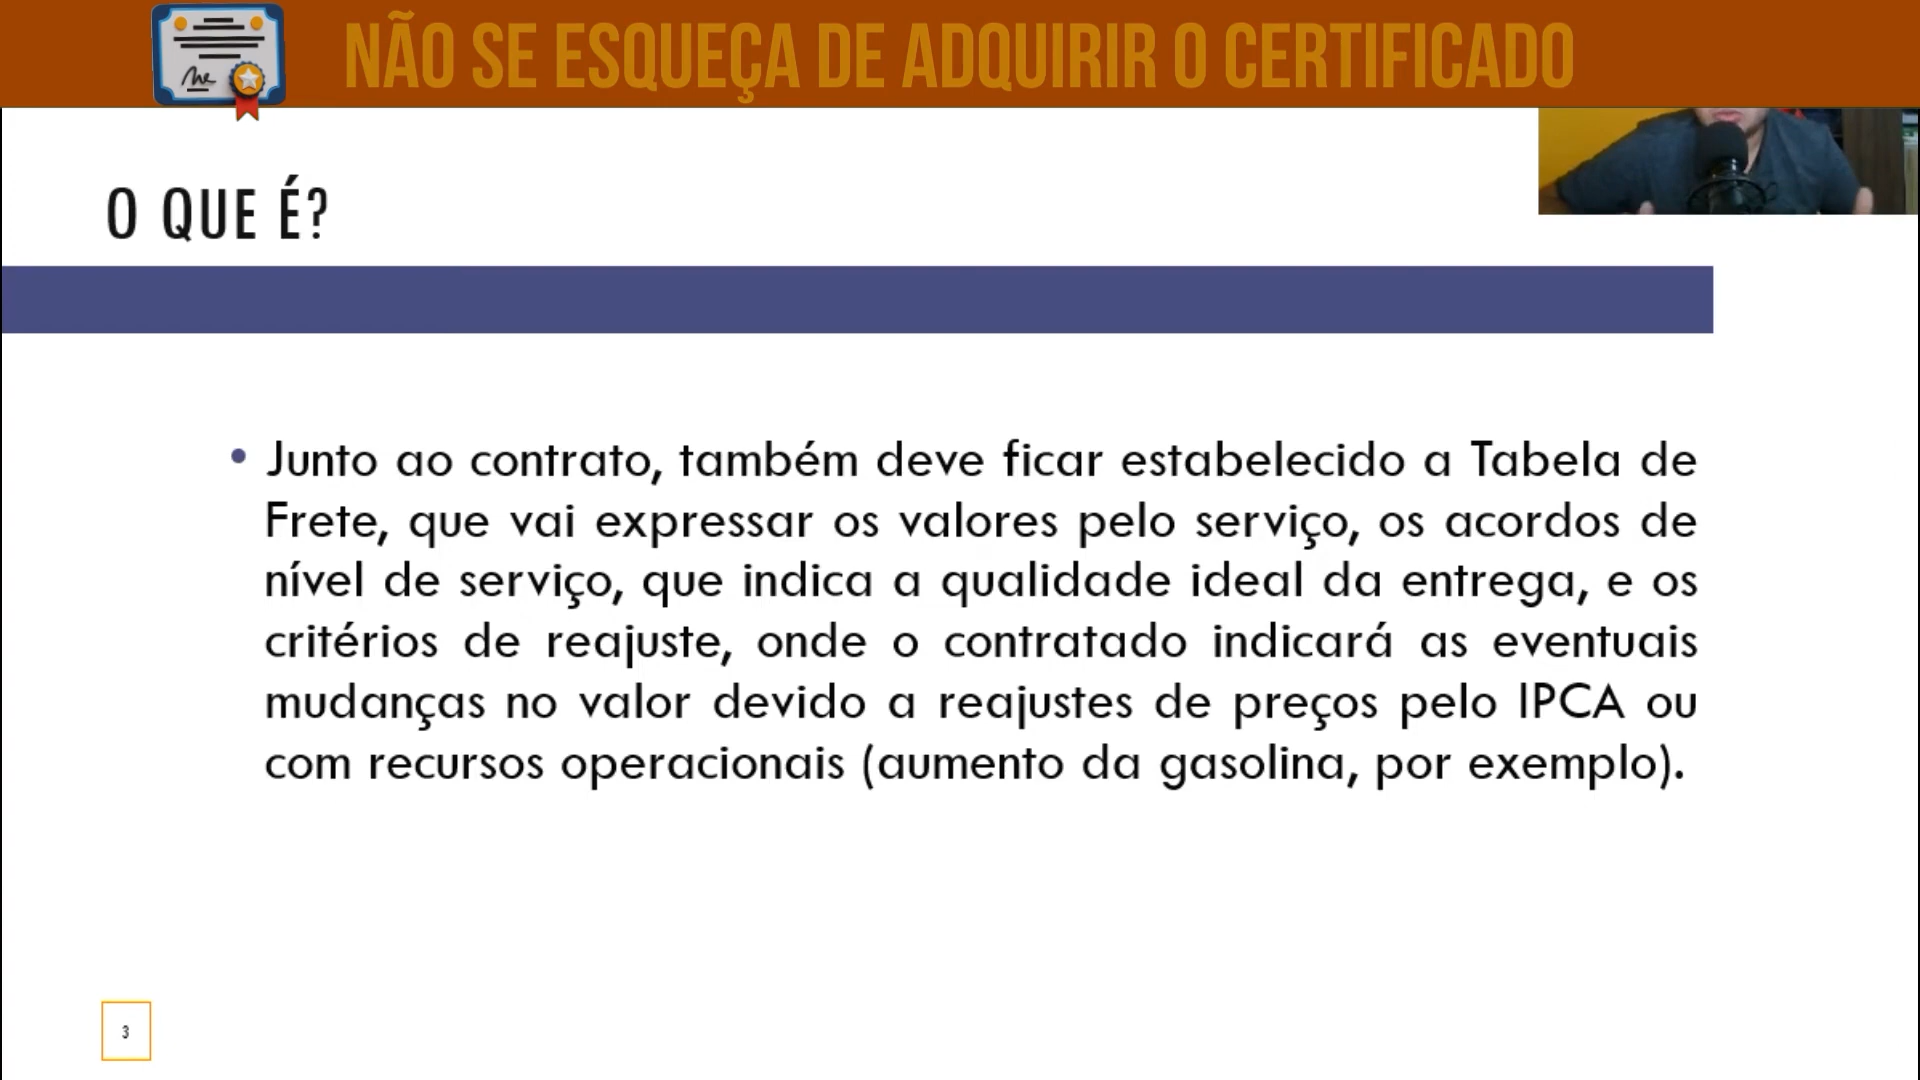 NÃO SE ESQUEÇA DE ADQUIRIR O CERTIFICADO
O QUE É?
• Junto ao contrato, também deve ficar estabelecido a Tabela de
Frete, que vai expressar os valores pelo serviço, os acordos de
nível de serviço, que indica a qualidade ideal da entrega, e os
critérios de reajuste, onde o contratado indicará as eventuais
mudanças no valor devido a reajustes de preços pelo IPCA ou
com recursos operacionais (aumento da gasolina, por exemplo).
3